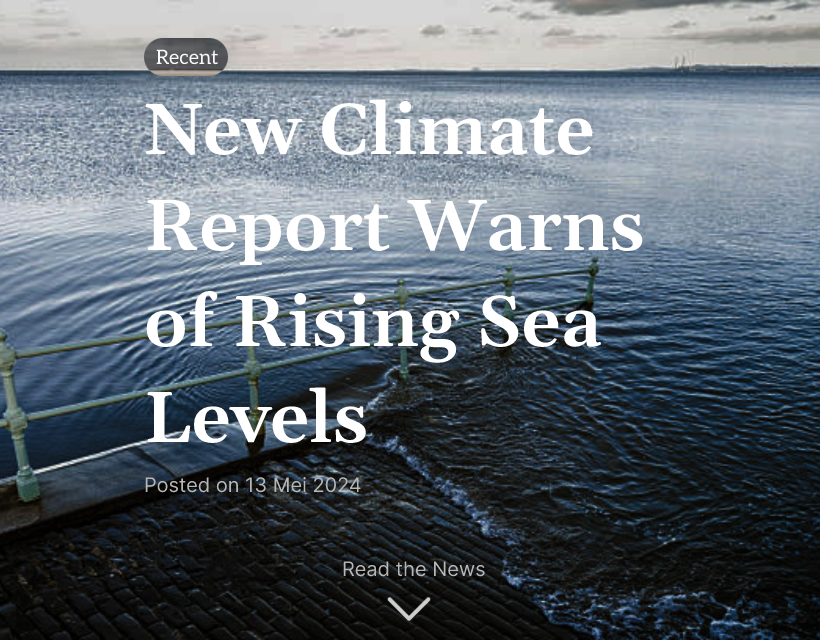 Recent
New Climate
Report Warns
of Rising Sea
Levels
Posted on 13 Mei 2024
Read the News